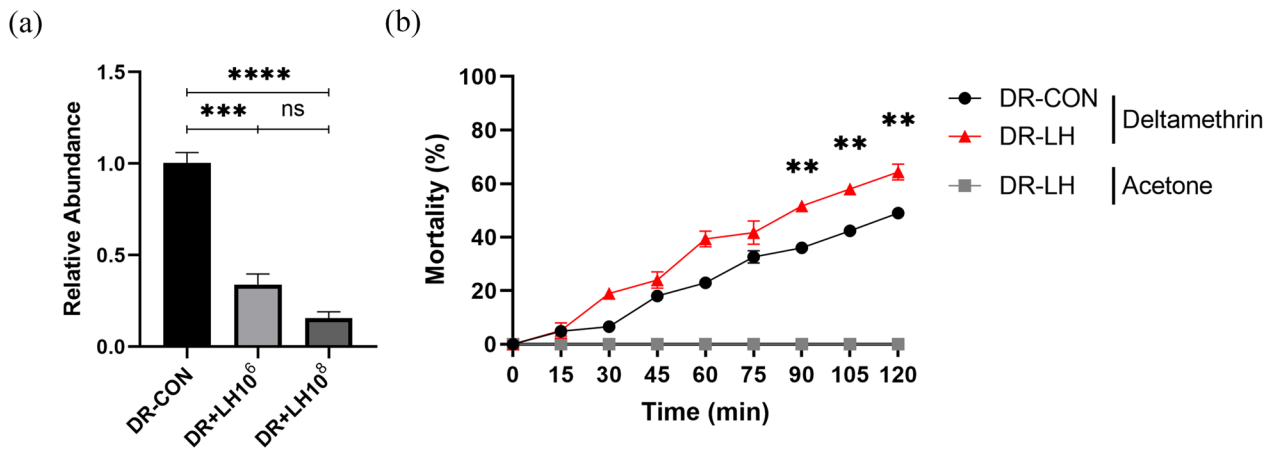 (a)
(b)
1.5
1.0
0.5
0.0
Relative Abundance
****
***
ns
DR-CON
DR+LH10⁶
DR+LH10⁸
100
80
60
40
20
0
Mortality (%)
**
**
**
0 15 30 45 60 75 90 105 120
Time (min)
DR-CON
DR-LH
Deltamethrin
DR-LH
Acetone